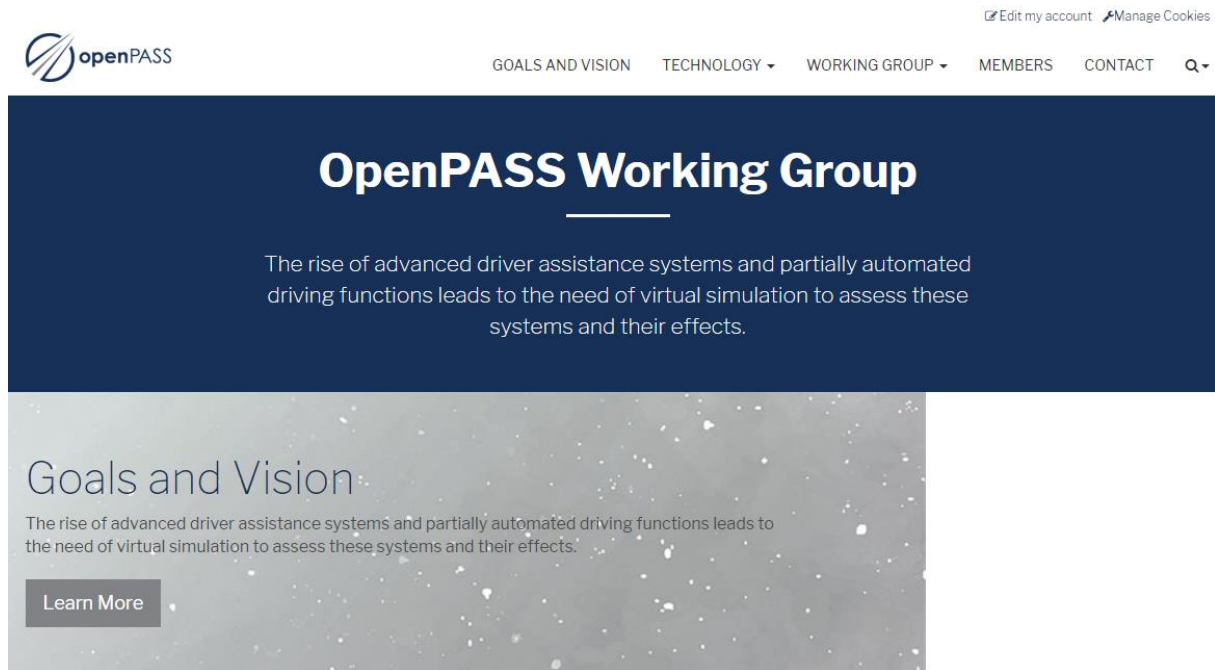 Edit my account Manage Cookies
openPASS
GOALS AND VISION TECHNOLOGY WORKING GROUP MEMBERS CONTACT
OpenPASS Working Group
The rise of advanced driver assistance systems and partially automated
driving functions leads to the need of virtual simulation to assess these
systems and their effects.
Goals and Vision
The rise of advanced driver assistance systems and partially automated driving functions leads to
the need of virtual simulation to assess these systems and their effects.
Learn More